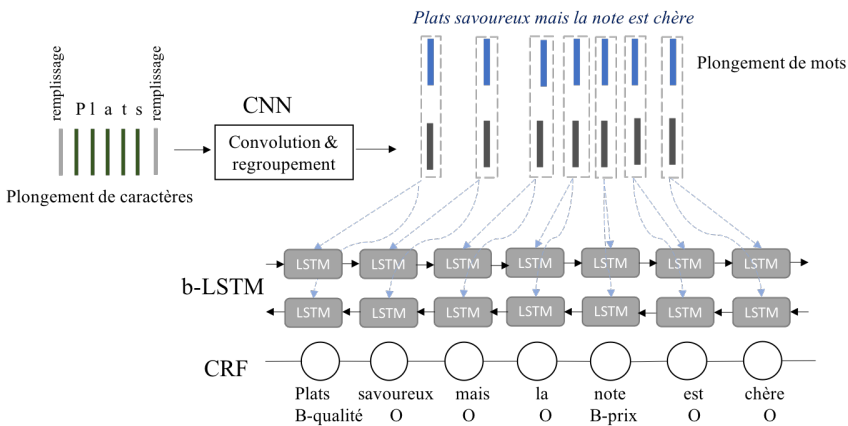 Plats savoureux mais la note est chère
Plongement de mots
remplissage
remplissage
P l a t s
CNN
Convolution &
regroupement
Plongement de caractères
LSTM LSTM LSTM LSTM LSTM LSTM LSTM
b-LSTM
LSTM LSTM LSTM LSTM LSTM LSTM LSTM
CRF
Plats savoureux mais la note est chère
B-qualité O O O B-prix O O